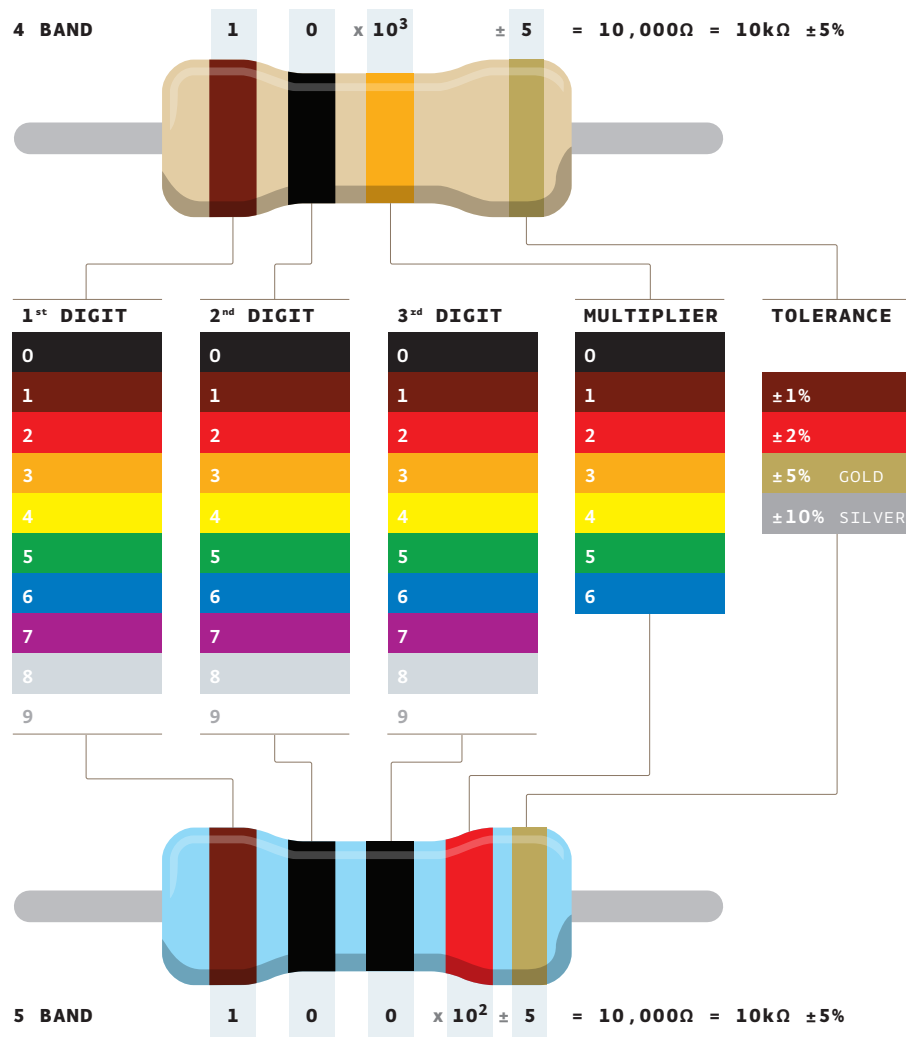 4 BAND 1 0 x 10³ ± 5 = 10,000Ω = 10kΩ ±5%
1st DIGIT 2nd DIGIT 3rd DIGIT MULTIPLIER TOLERANCE
0 0 0 0
1 1 1 1 ±1%
2 2 2 2 ±2%
3 3 3 3 ±5% GOLD
4 4 4 4 ±10% SILVER
5 5 5 5
6 6 6 6
7 7 7
8 8 8
9 9 9
5 BAND 1 0 0 x 10² ± 5 = 10,000Ω = 10kΩ ±5%